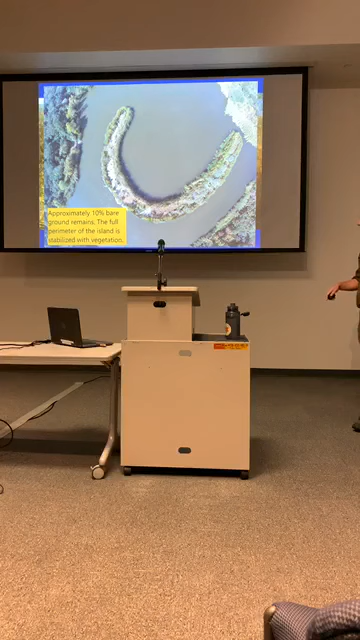 Approximately 10% bare
ground remains. The full
perimeter of the island is
stabilized with vegetation.